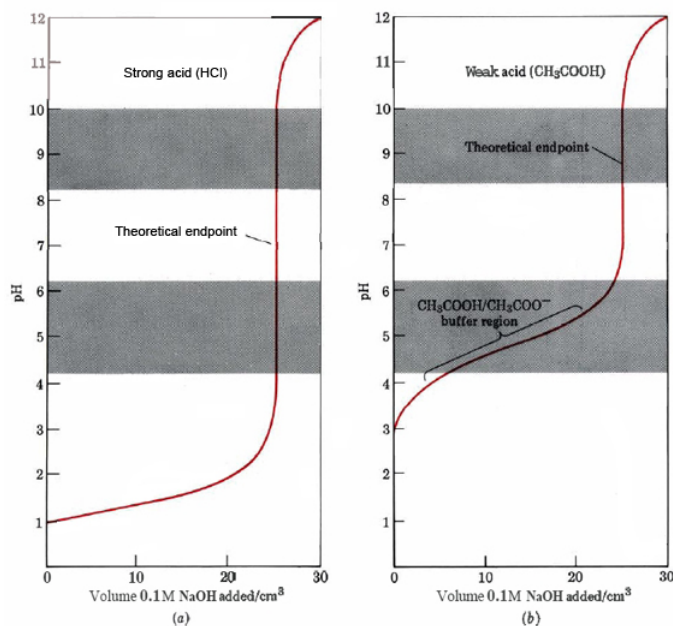 12
11
10
9
8
7
6
5
4
3
2
1
pH
Strong acid (HCl)
Theoretical endpoint
0
10
20
30
Volume 0.1M NaOH added/cm³
(a)
12
11
10
9
8
7
6
5
4
3
2
1
pH
Weak acid (CH₃COOH)
Theoretical endpoint
CH₃COOH/CH₃COO⁻
buffer region
0
10
20
30
Volume 0.1M NaOH added/cm³
(b)